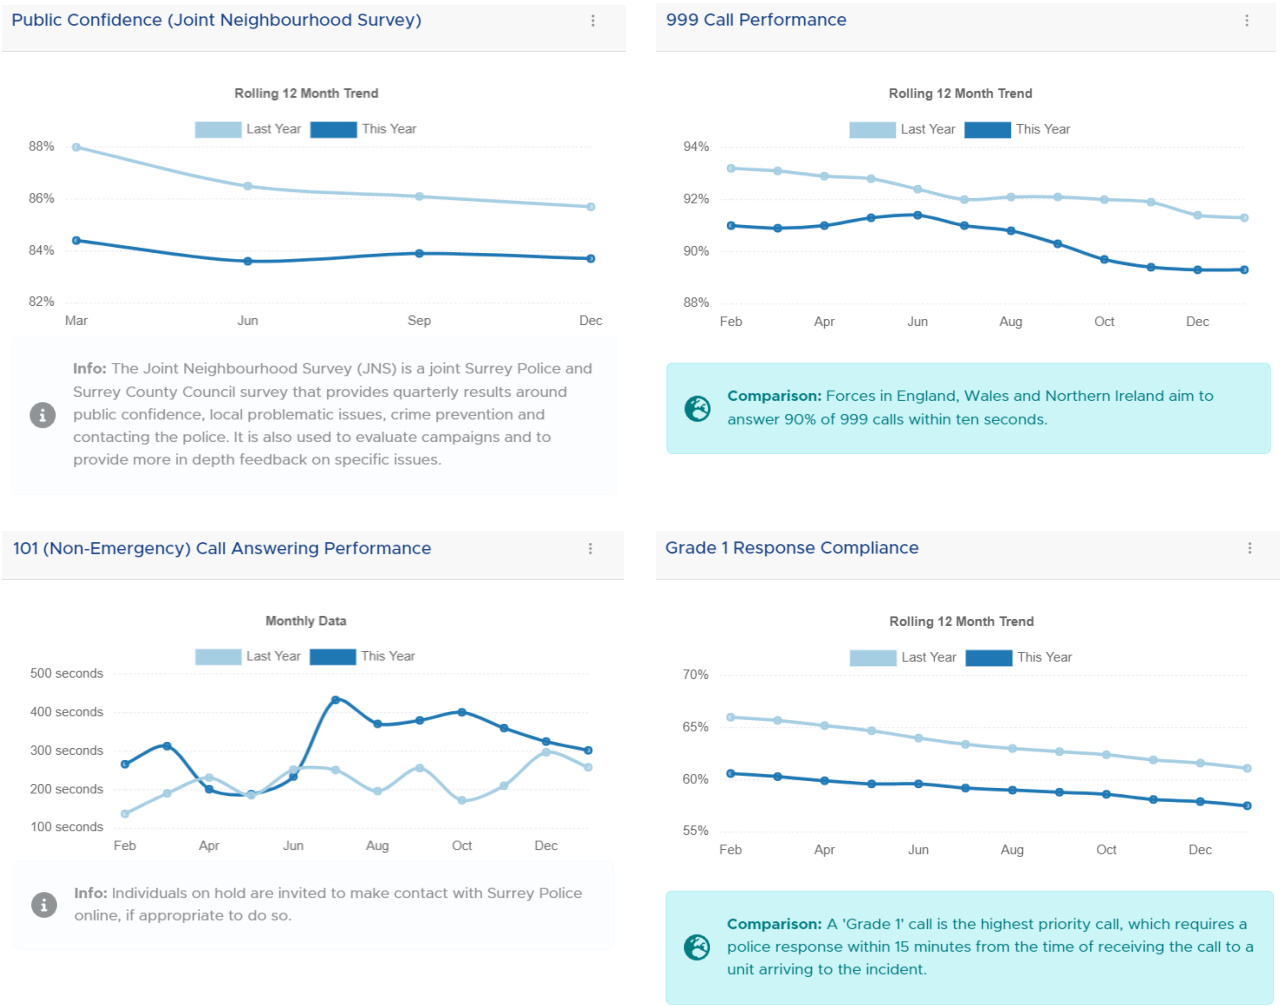 Public Confidence (Joint Neighbourhood Survey)
Rolling 12 Month Trend
Last Year This Year
88%
86%
84%
82%
Mar Jun Sep Dec
Info: The Joint Neighbourhood Survey (JNS) is a joint Surrey Police and
Surrey County Council survey that provides quarterly results around
public confidence, local problematic issues, crime prevention and
contacting the police. It is also used to evaluate campaigns and to
provide more in depth feedback on specific issues.
999 Call Performance
Rolling 12 Month Trend
Last Year This Year
94%
92%
90%
88%
Feb Apr Jun Aug Oct Dec
Comparison: Forces in England, Wales and Northern Ireland aim to
answer 90% of 999 calls within ten seconds.
101 (Non-Emergency) Call Answering Performance
Monthly Data
Last Year This Year
500 seconds
400 seconds
300 seconds
200 seconds
100 seconds
Feb Apr Jun Aug Oct Dec
Info: Individuals on hold are invited to make contact with Surrey Police
online, if appropriate to do so.
Grade 1 Response Compliance
Rolling 12 Month Trend
Last Year This Year
70%
65%
60%
55%
Feb Apr Jun Aug Oct Dec
Comparison: A 'Grade 1' call is the highest priority call, which requires a
police response within 15 minutes from the time of receiving the call to a
unit arriving to the incident.